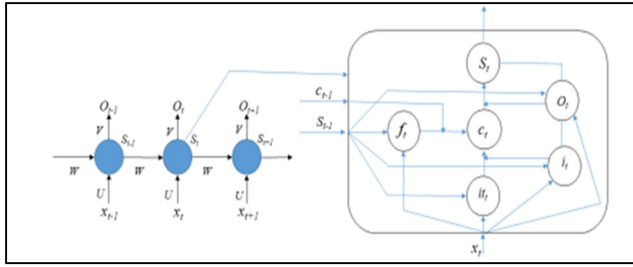 O_{t-1} O_t O_{t+1}
V V V
S_{t-1} S_t S_{t+1}
W W W
U U U
x_{t-1} x_t x_{t+1}
c_{t-1}
S_{t-1}
S_t
O_t
f_t c_t
i_t
it_t
x_t